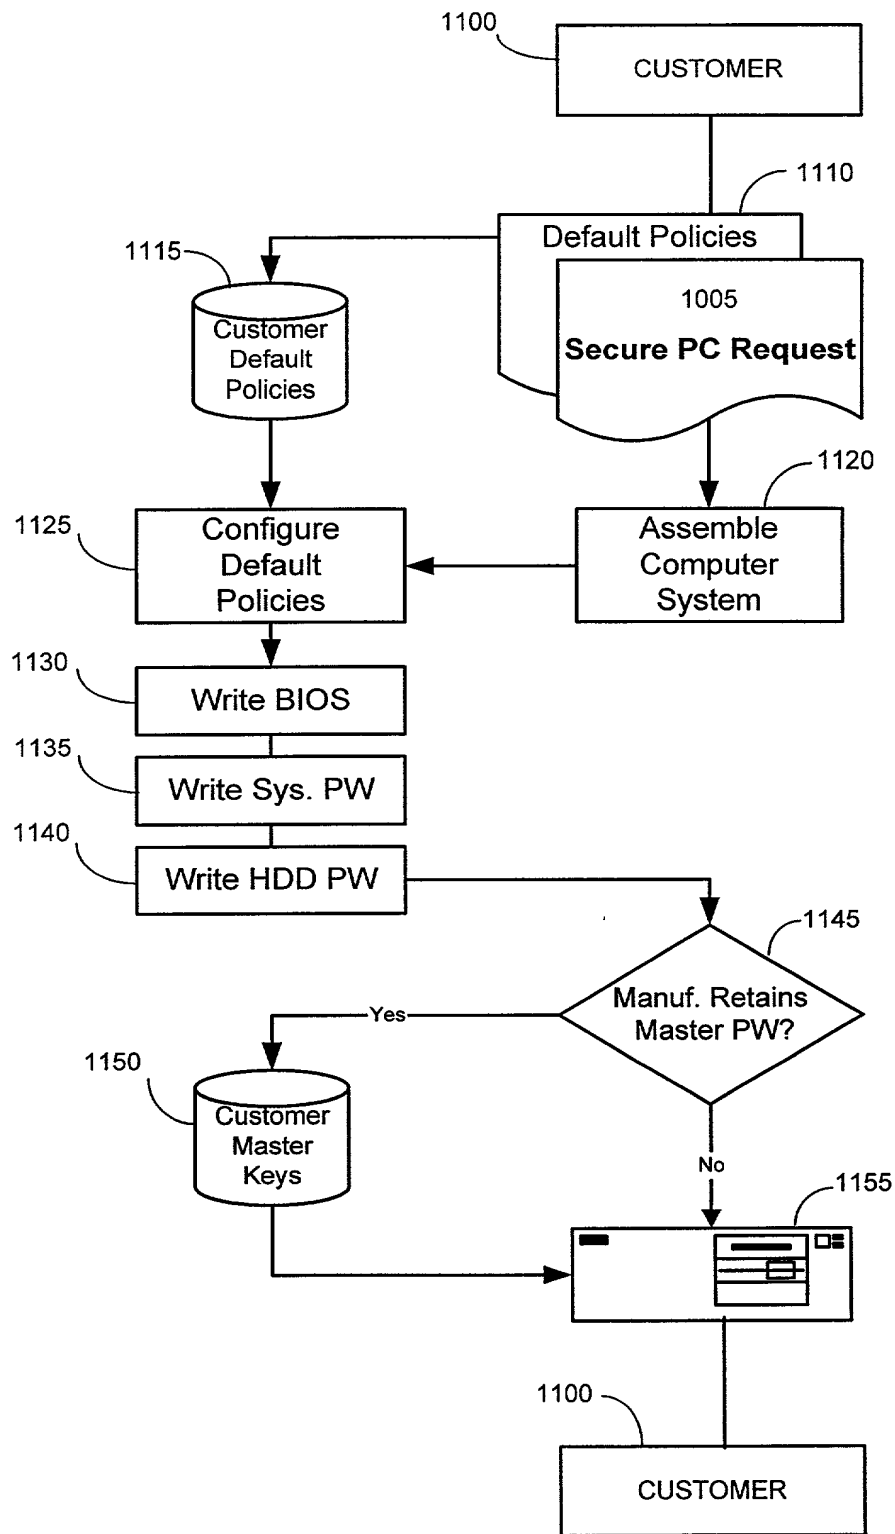 1100
CUSTOMER
1110
Default Policies
1115
1005
Secure PC Request
Customer
Default
Policies
1120
1125
Configure
Default
Policies
Assemble
Computer
System
1130
Write BIOS
1135
Write Sys. PW
1140
Write HDD PW
1145
Manuf. Retains
Master PW?
Yes
1150
Customer
Master
Keys
No
1155
1100
CUSTOMER